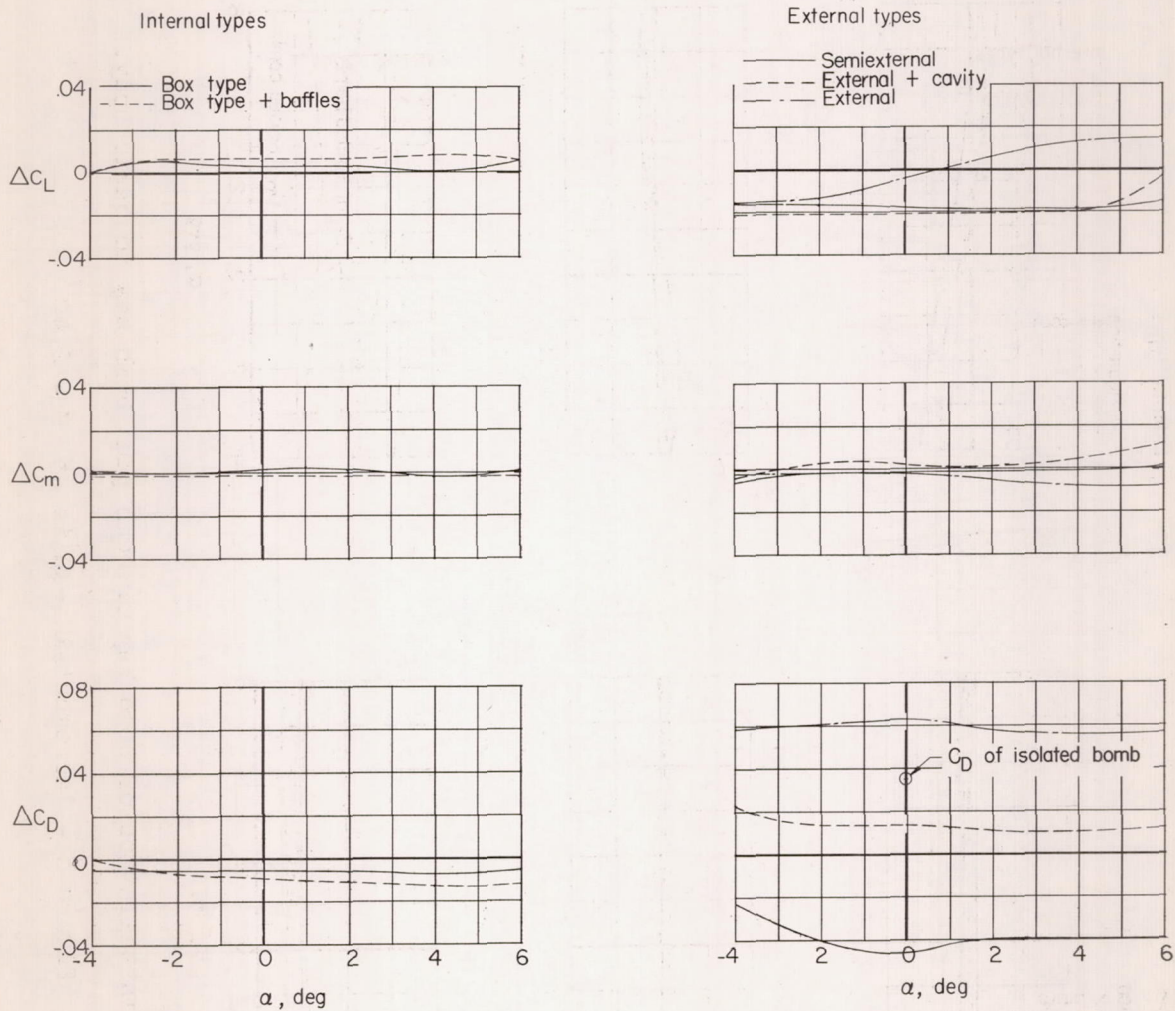 Internal types
External types
Box type
Box type + baffles
Semiexternal
External + cavity
External
.04
ΔC_L
0
-.04
.04
ΔC_m
0
-.04
.08
.04
ΔC_D
0
-.04
-4 -2 0 2 4 6
α, deg
C_D of isolated bomb
-4 2 0 2 4 6
α, deg